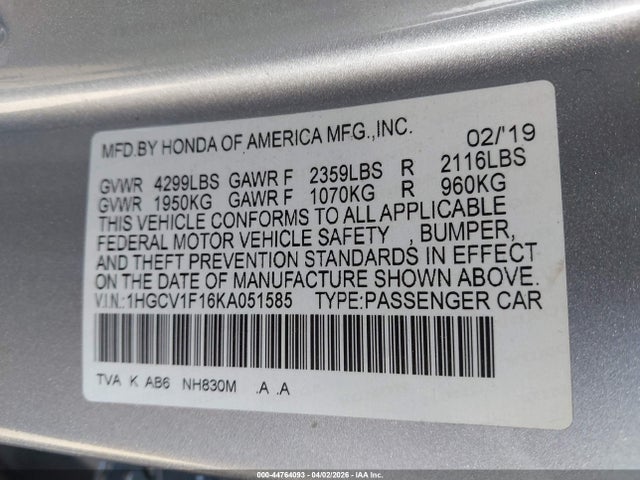 MFD.BY HONDA OF AMERICA MFG.,INC. 02/'19
GVWR 4299LBS GAWR F 2359LBS R 2116LBS
GVWR 1950KG GAWR F 1070KG R 960KG
THIS VEHICLE CONFORMS TO ALL APPLICABLE
FEDERAL MOTOR VEHICLE SAFETY , BUMPER,
AND THEFT PREVENTION STANDARDS IN EFFECT
ON THE DATE OF MANUFACTURE SHOWN ABOVE.
V.I.N.:1HGCV1F16KA051585 TYPE:PASSENGER CAR
TVA K AB6 NH830M .A .A
000-44764093 04/02/2026 - IAA Inc.